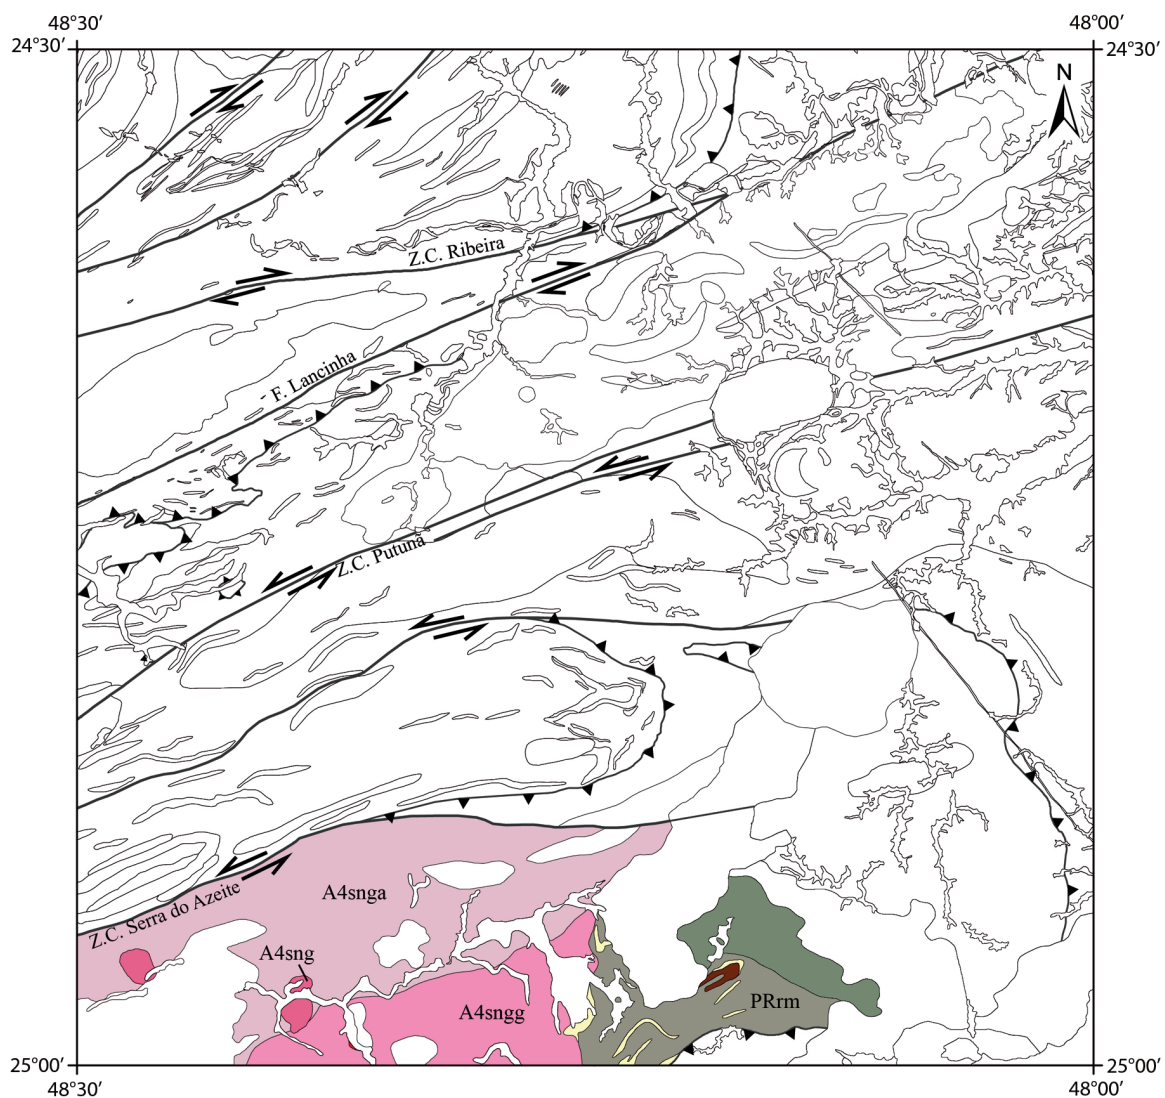 48°30′
48°00′
24°30′
24°30′
N
Z.C. Ribeira
F. Lancinha
Z.C. Putunã
Z.C. Serra do Azeite
A4snga
A4sng
A4sngg
PRrm
25°00′
25°00′
48°30′
48°00′